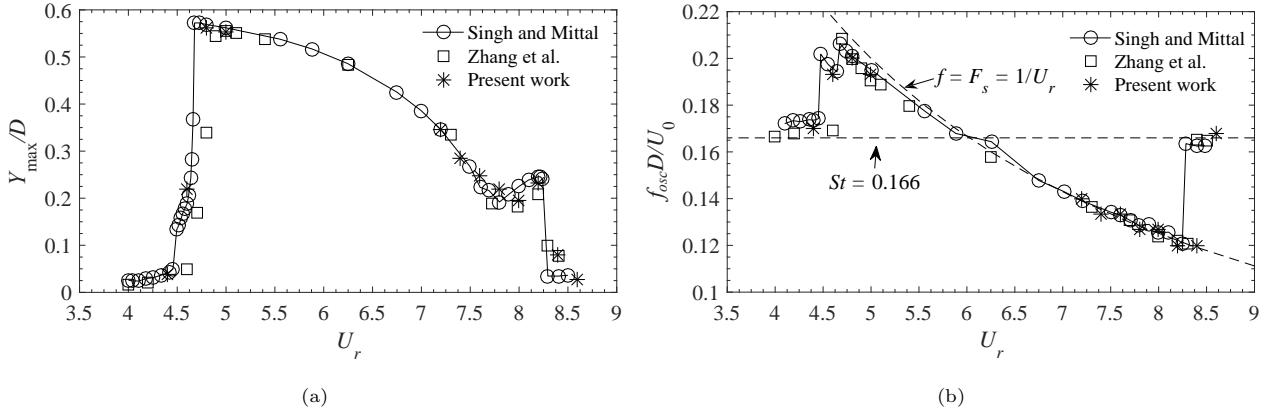 0.6
0.5
0.4
0.3
0.2
0.1
0
Y_max/D
3.5 4 4.5 5 5.5 6 6.5 7 7.5 8 8.5 9
U_r
Singh and Mittal
Zhang et al.
Present work
(a)
0.22
0.2
0.18
0.16
0.14
0.12
0.1
f_osc D/U_0
3.5 4 4.5 5 5.5 6 6.5 7 7.5 8 8.5 9
U_r
Singh and Mittal
Zhang et al.
Present work
f = F_s = 1/U_r
St = 0.166
(b)